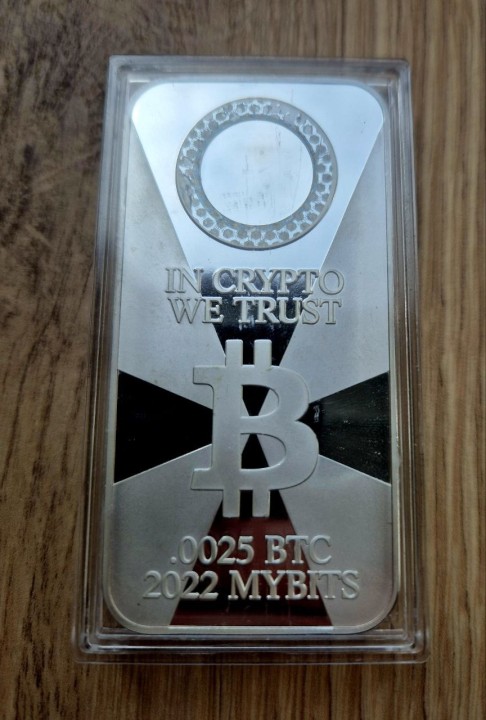 IN CRYPTO
WE TRUST
.0025 BTC
2022 MYBITS